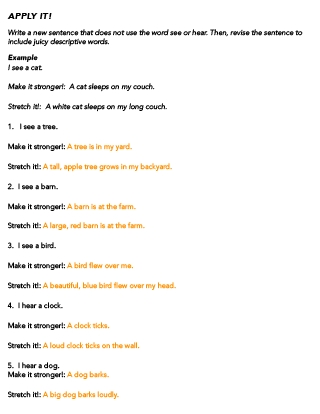 APPLY IT!
Write a new sentence that does not use the word see or hear. Then, revise the sentence to
include juicy descriptive words.
Example
I see a cat.
Make it stronger! A cat sleeps on my couch.
Stretch it! A white cat sleeps on my long couch.
1. I see a tree.
Make it stronger!: A tree is in my yard.
Stretch it!: A tall, apple tree grows in my backyard.
2. I see a barn.
Make it stronger!: A barn is at the farm.
Stretch it!: A large, red barn is at the farm.
3. I see a bird.
Make it stronger!: A bird flew over me.
Stretch it!: A beautiful, blue bird flew over my head.
4. I hear a clock.
Make it stronger!: A clock ticks.
Stretch it!: A loud clock ticks on the wall.
5. I hear a dog.
Make it stronger!: A dog barks.
Stretch it!: A big dog barks loudly.